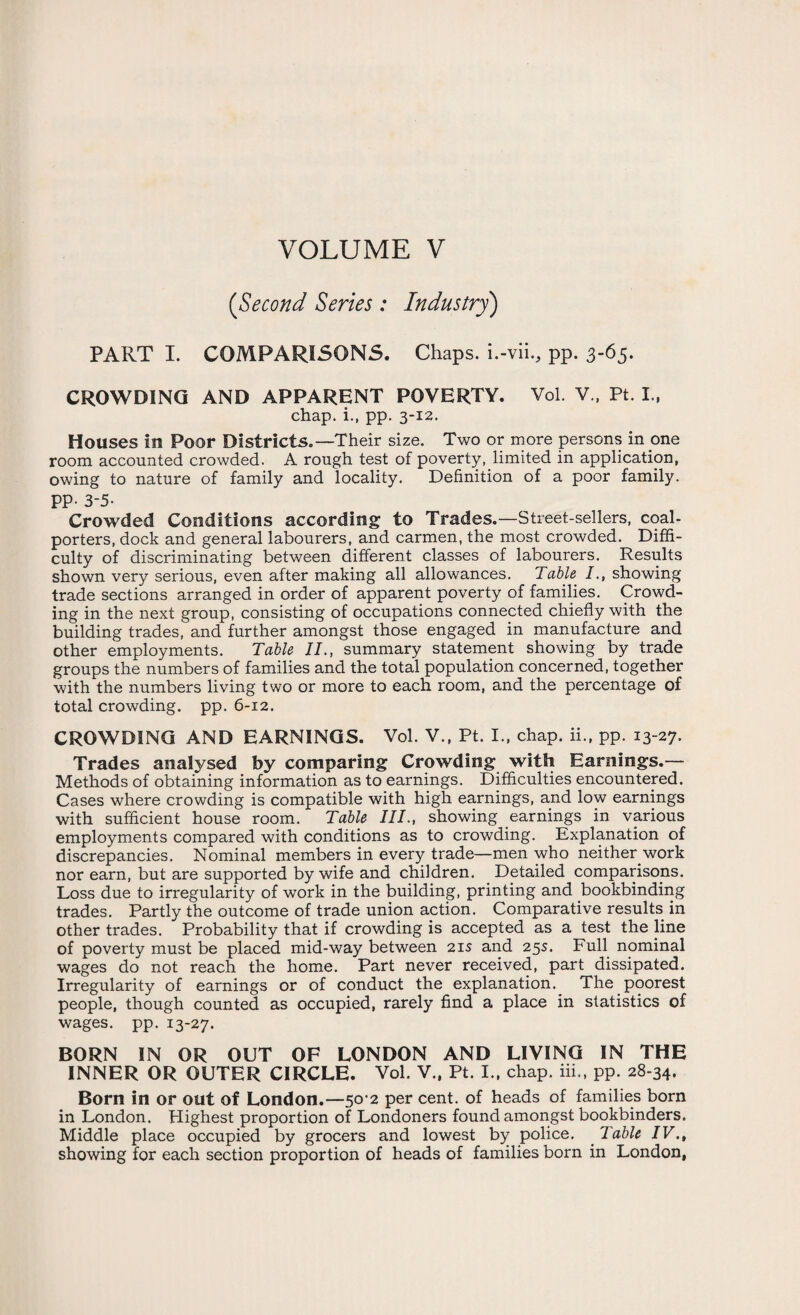 VOLUME V
(Second Series : Industry)
PART I. COMPARISONS. Chaps. i.-vii., pp. 3-65.
CROWDING AND APPARENT POVERTY. Vol. V., Pt. I.,
chap. i., pp. 3-12.
Houses in Poor Districts.—Their size. Two or more persons in one
room accounted crowded. A rough test of poverty, limited in application,
owing to nature of family and locality. Definition of a poor family.
pp. 3-5.
Crowded Conditions according to Trades.—Street-sellers, coal-
porters, dock and general labourers, and carmen, the most crowded. Diffi-
culty of discriminating between different classes of labourers. Results
shown very serious, even after making all allowances. Table I., showing
trade sections arranged in order of apparent poverty of families. Crowd-
ing in the next group, consisting of occupations connected chiefly with the
building trades, and further amongst those engaged in manufacture and
other employments. Table II., summary statement showing by trade
groups the numbers of families and the total population concerned, together
with the numbers living two or more to each room, and the percentage of
total crowding. pp. 6-12.
CROWDING AND EARNINGS. Vol. V., Pt. I., chap. ii., pp. 13-27.
Trades analysed by comparing Crowding with Earnings.—
Methods of obtaining information as to earnings. Difficulties encountered.
Cases where crowding is compatible with high earnings, and low earnings
with sufficient house room. Table III., showing earnings in various
employments compared with conditions as to crowding. Explanation of
discrepancies. Nominal members in every trade—men who neither work
nor earn, but are supported by wife and children. Detailed comparisons.
Loss due to irregularity of work in the building, printing and bookbinding
trades. Partly the outcome of trade union action. Comparative results in
other trades. Probability that if crowding is accepted as a test the line
of poverty must be placed mid-way between 21s and 25s. Full nominal
wages do not reach the home. Part never received, part dissipated.
Irregularity of earnings or of conduct the explanation. The poorest
people, though counted as occupied, rarely find a place in statistics of
wages. pp. 13-27.
BORN IN OR OUT OF LONDON AND LIVING IN THE
INNER OR OUTER CIRCLE. Vol. V., Pt. I., chap. iii., pp. 28-34.
Born in or out of London.—50·2 per cent. of heads of families born
in London. Highest proportion of Londoners found amongst bookbinders.
Middle place occupied by grocers and lowest by police. Table IV.,
showing for each section proportion of heads of families born in London,